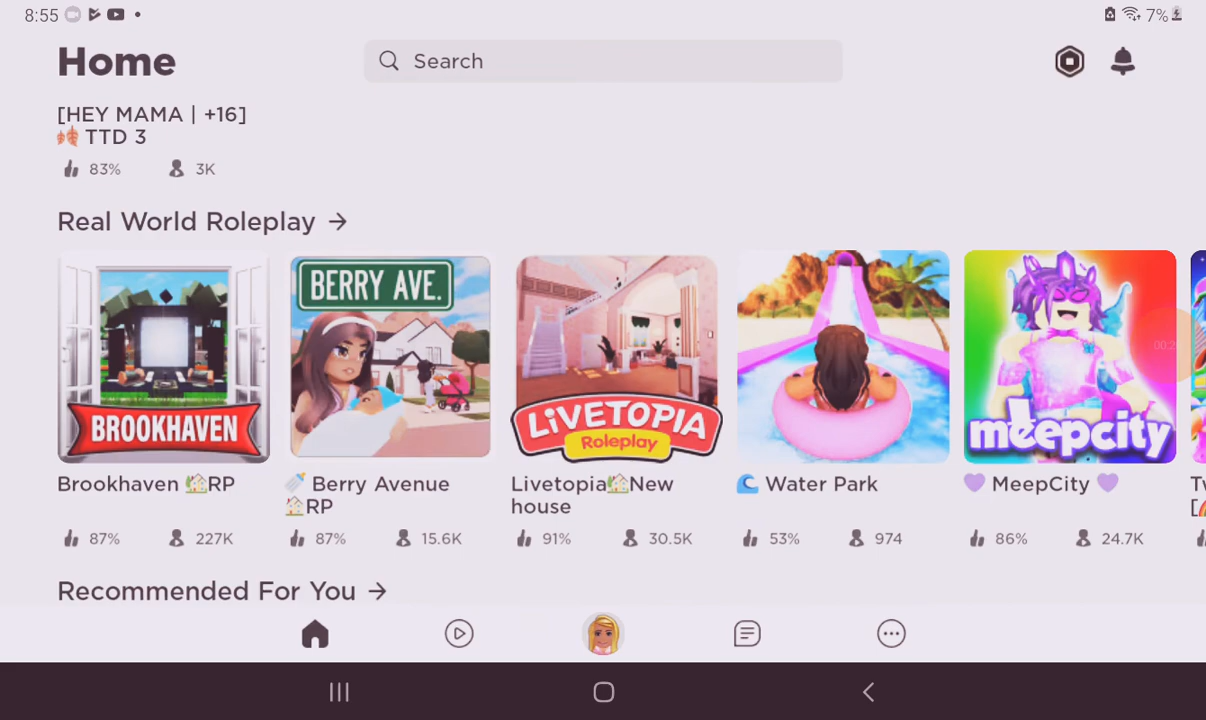 8:55
7%
Home
Search
[HEY MAMA | +16]
🍂 TTD 3
83% 3K
Real World Roleplay →
BROOKHAVEN
BERRY AVE.
LIVETOPIA
Roleplay
meepcity
Brookhaven 🏡RP
87% 227K
🍼 Berry Avenue
🏠RP
87% 15.6K
Livetopia🏡New
house
91% 30.5K
🌊 Water Park
53% 974
💜 MeepCity 💜
86% 24.7K
Recommended For You →